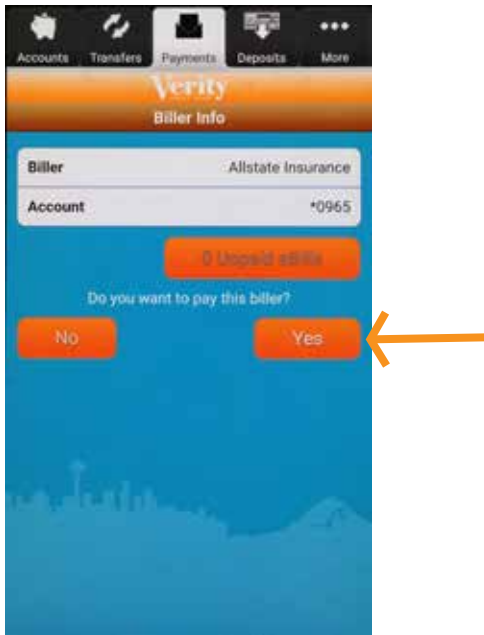 Accounts Transfers Payments Deposits More
Verity
Biller Info
Biller Allstate Insurance
Account *0965
0 Unpaid eBills
Do you want to pay this biller?
No Yes